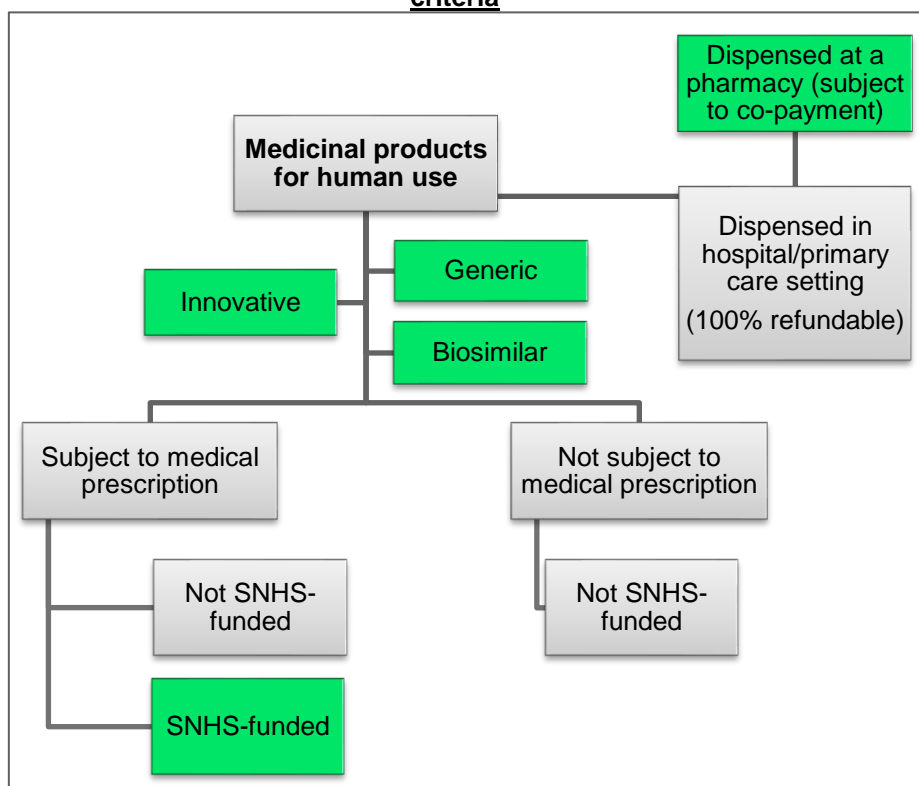 criteria
Dispensed at a
pharmacy (subject
to co-payment)
Medicinal products
for human use
Dispensed in
hospital/primary
care setting
(100% refundable)
Generic
Innovative
Biosimilar
Subject to medical
prescription
Not subject to
medical prescription
Not SNHS-
funded
Not SNHS-
funded
SNHS-funded